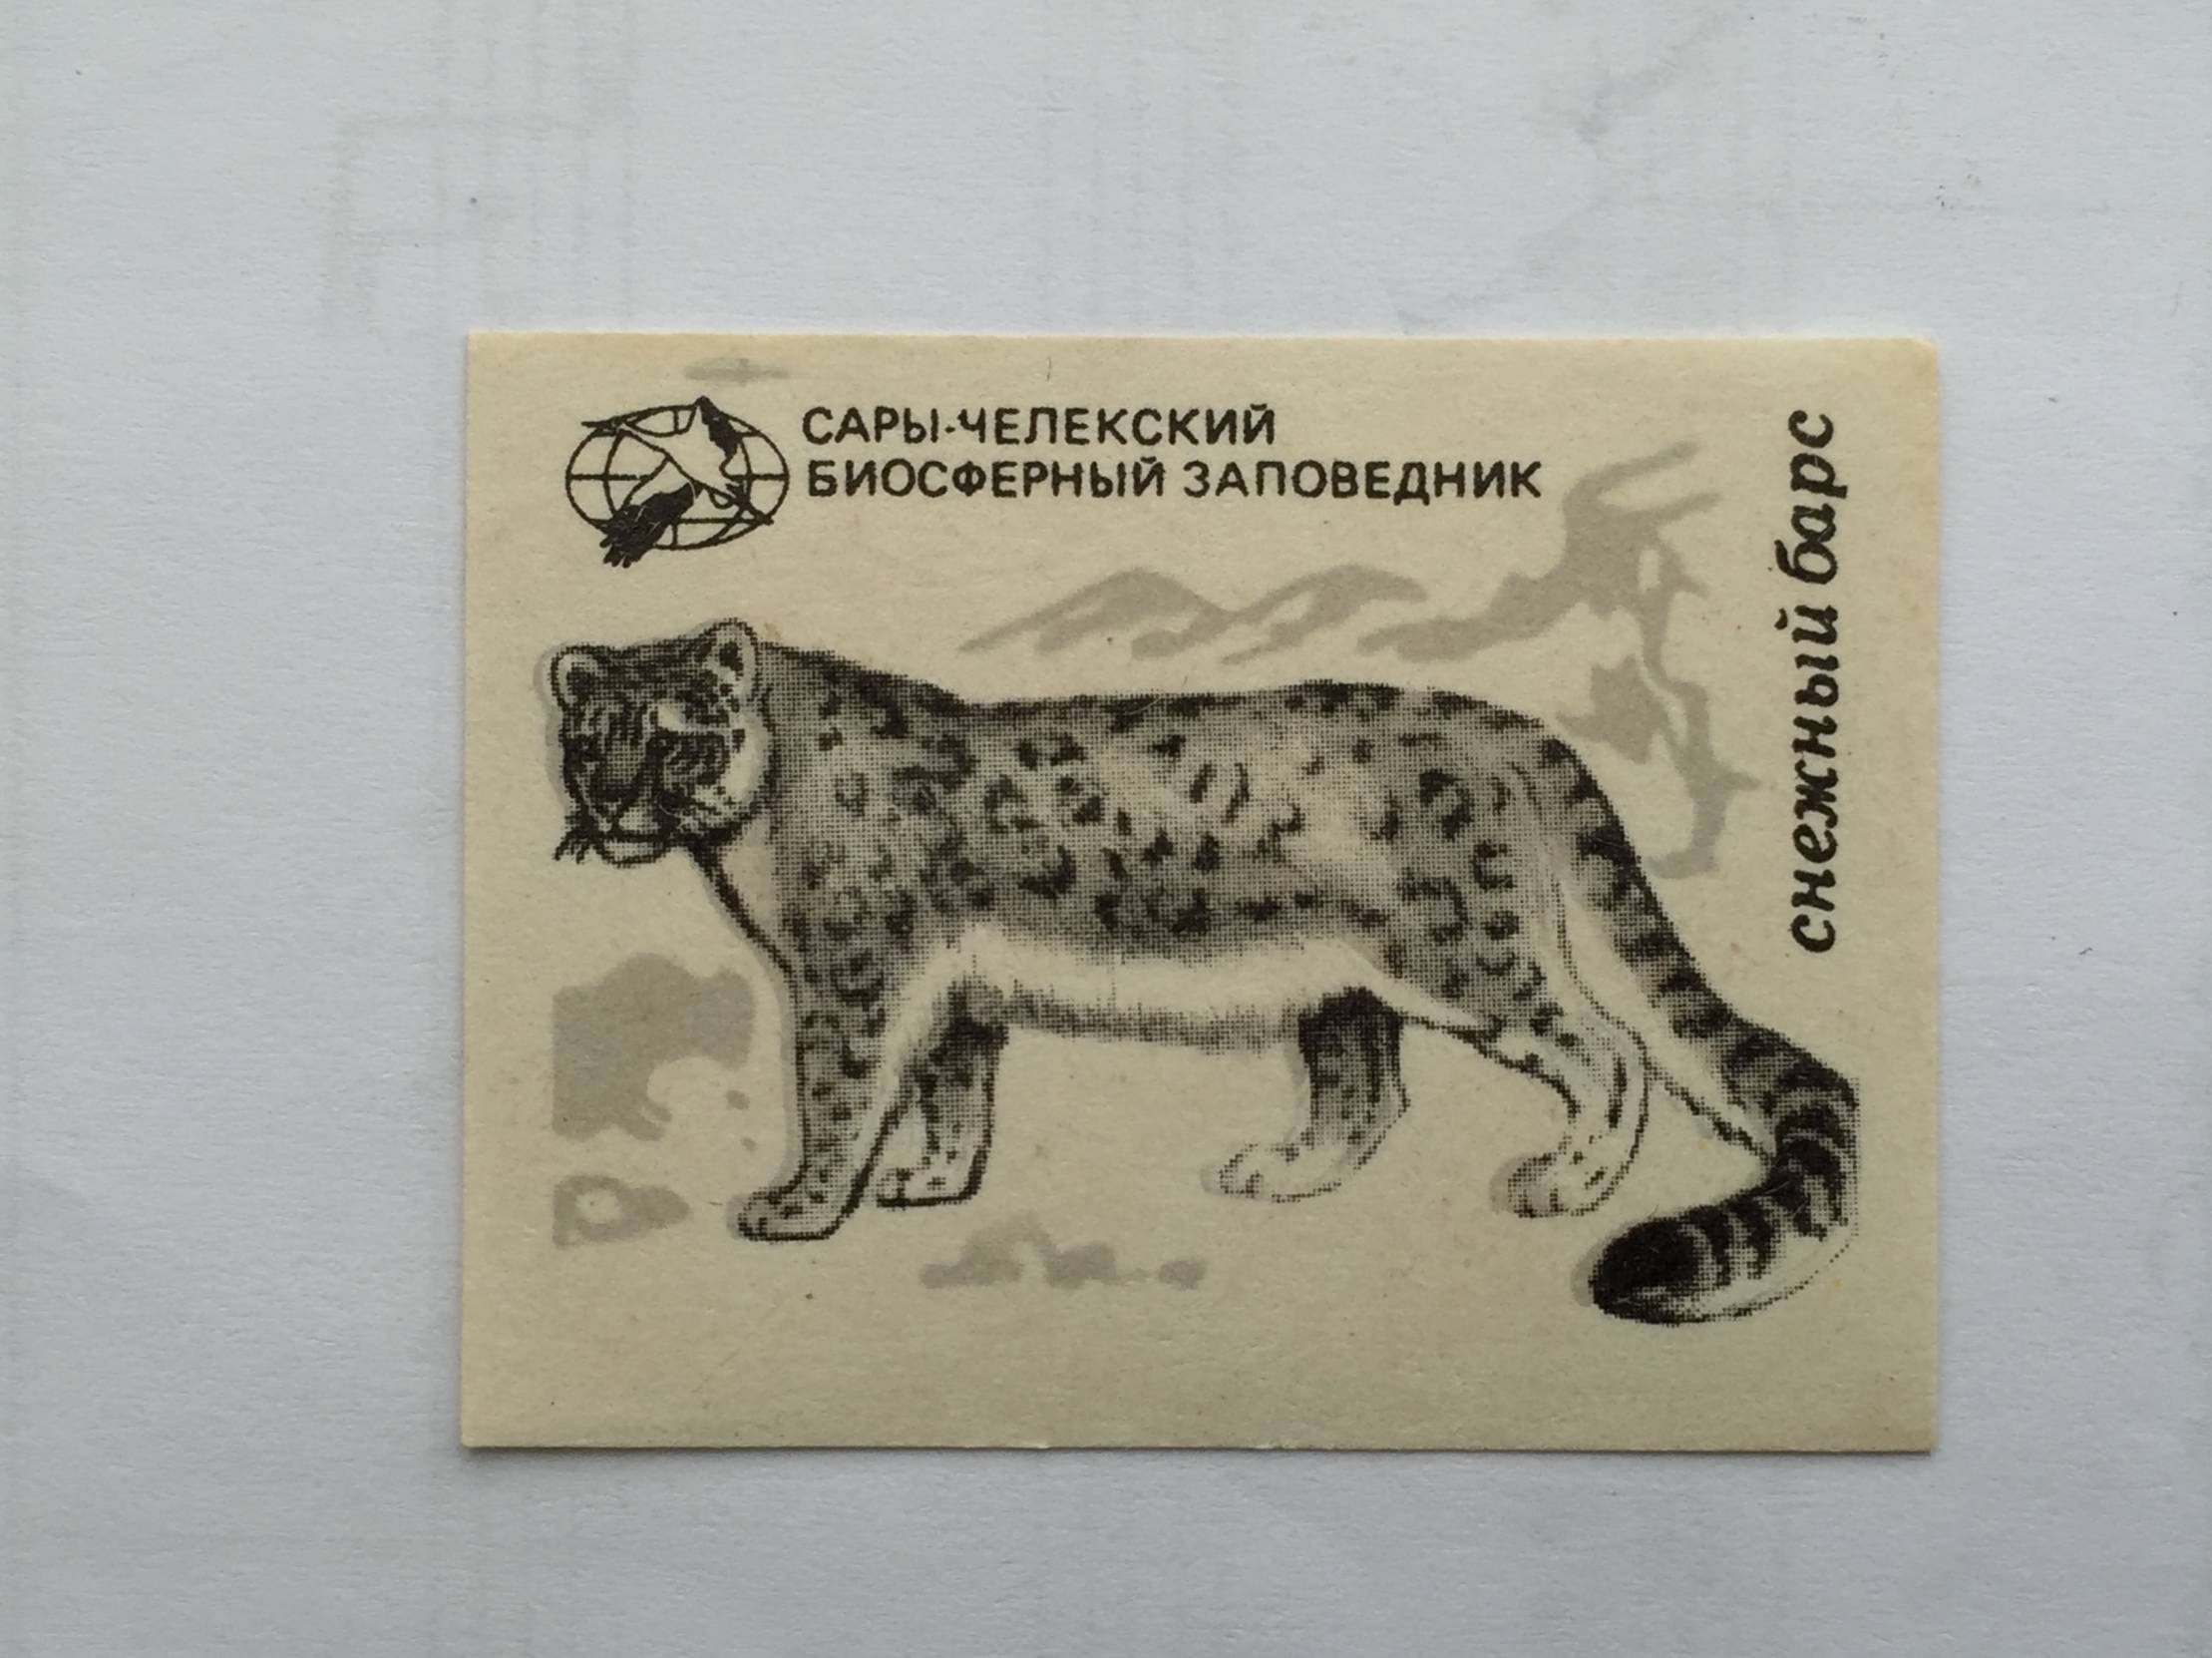 САРЫ-ЧЕЛЕКСКИЙ
БИОСФЕРНЫЙ ЗАПОВЕДНИК
снежный барс